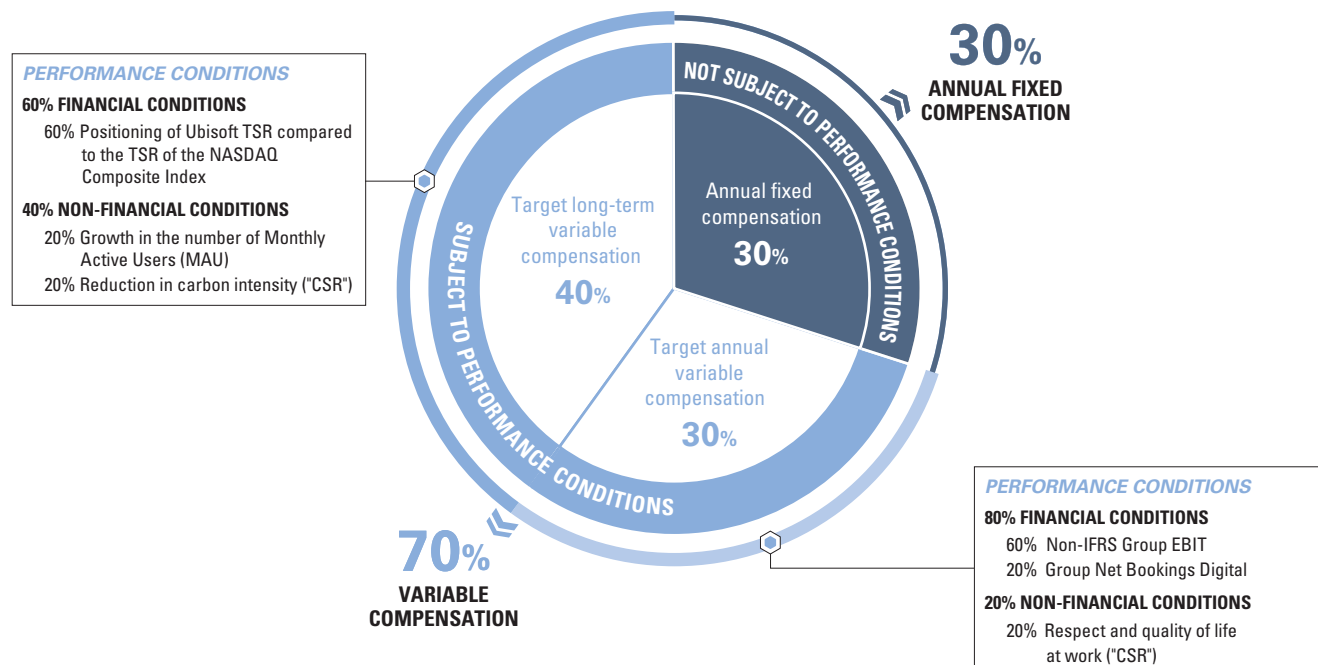 PERFORMANCE CONDITIONS
60% FINANCIAL CONDITIONS
60% Positioning of Ubisoft TSR compared
to the TSR of the NASDAQ
Composite Index
40% NON-FINANCIAL CONDITIONS
20% Growth in the number of Monthly
Active Users (MAU)
20% Reduction in carbon intensity ("CSR")
30%
ANNUAL FIXED
COMPENSATION
NOT SUBJECT TO PERFORMANCE CONDITIONS
Annual fixed
compensation
30%
Target long-term
variable
compensation
40%
Target annual
variable
compensation
30%
SUBJECT TO PERFORMANCE CONDITIONS
70%
VARIABLE
COMPENSATION
PERFORMANCE CONDITIONS
80% FINANCIAL CONDITIONS
60% Non-IFRS Group EBIT
20% Group Net Bookings Digital
20% NON-FINANCIAL CONDITIONS
20% Respect and quality of life
at work ("CSR")